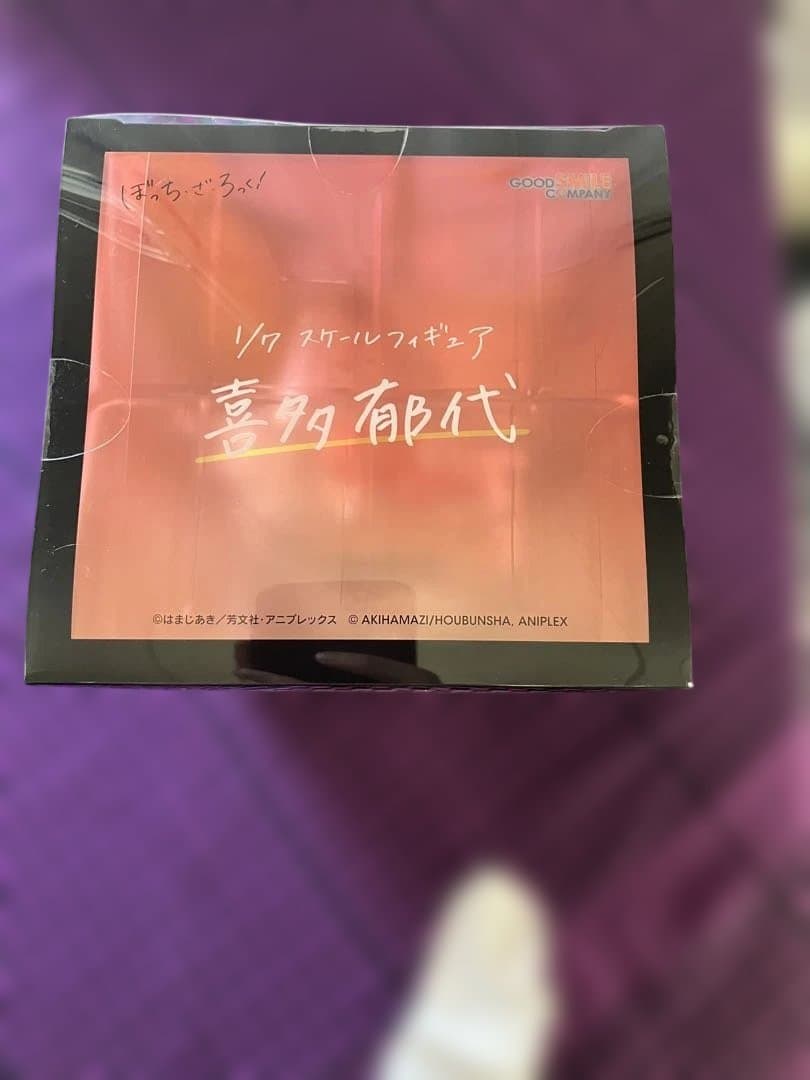 ぼっち・ざ・ろっく！
GOOD SMILE
COMPANY
1/7 スケールフィギュア
喜多郁代
©はまじあき／芳文社・アニプレックス © AKIHAMAZI/HOUBUNSHA, ANIPLEX